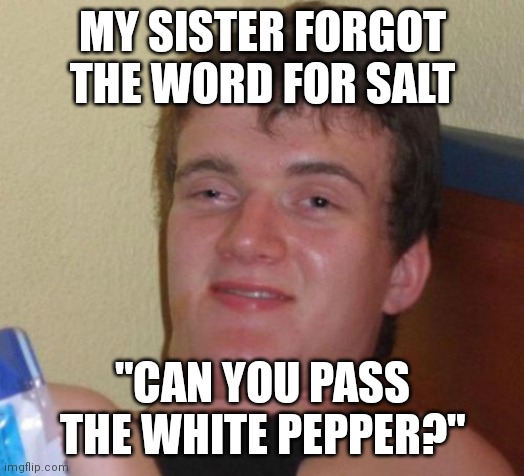 MY SISTER FORGOT
THE WORD FOR SALT
"CAN YOU PASS
THE WHITE PEPPER?"
imgflip.com